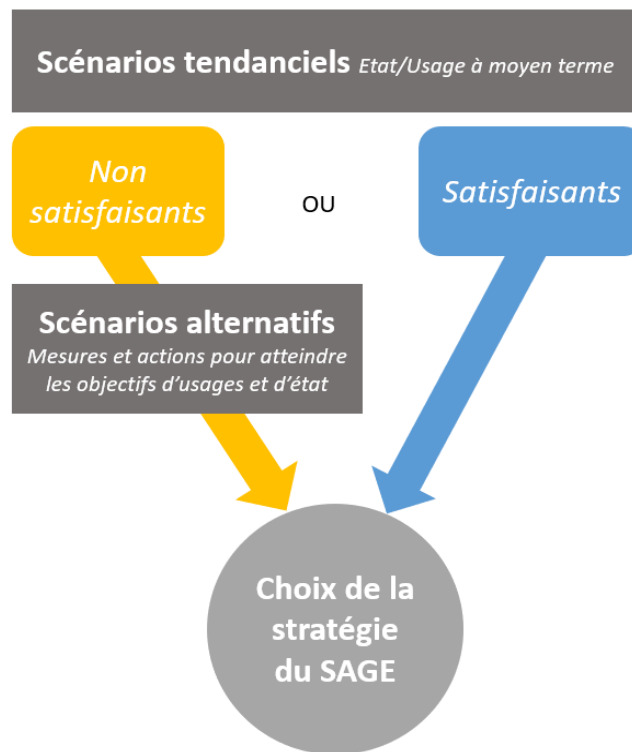 Scénarios tendanciels Etat/Usage à moyen terme
Non
satisfaisants
OU
Satisfaisants
Scénarios alternatifs
Mesures et actions pour atteindre
les objectifs d'usages et d'état
Choix de la
stratégie
du SAGE